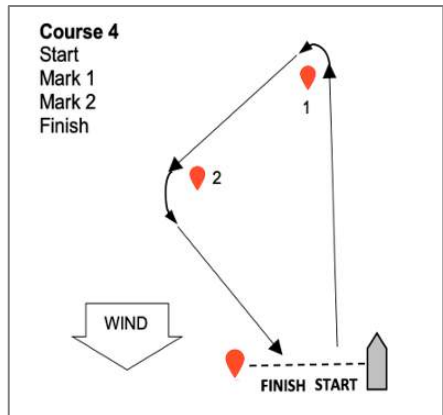 Course 4
Start
Mark 1
Mark 2
Finish
1
2
WIND
FINISH START